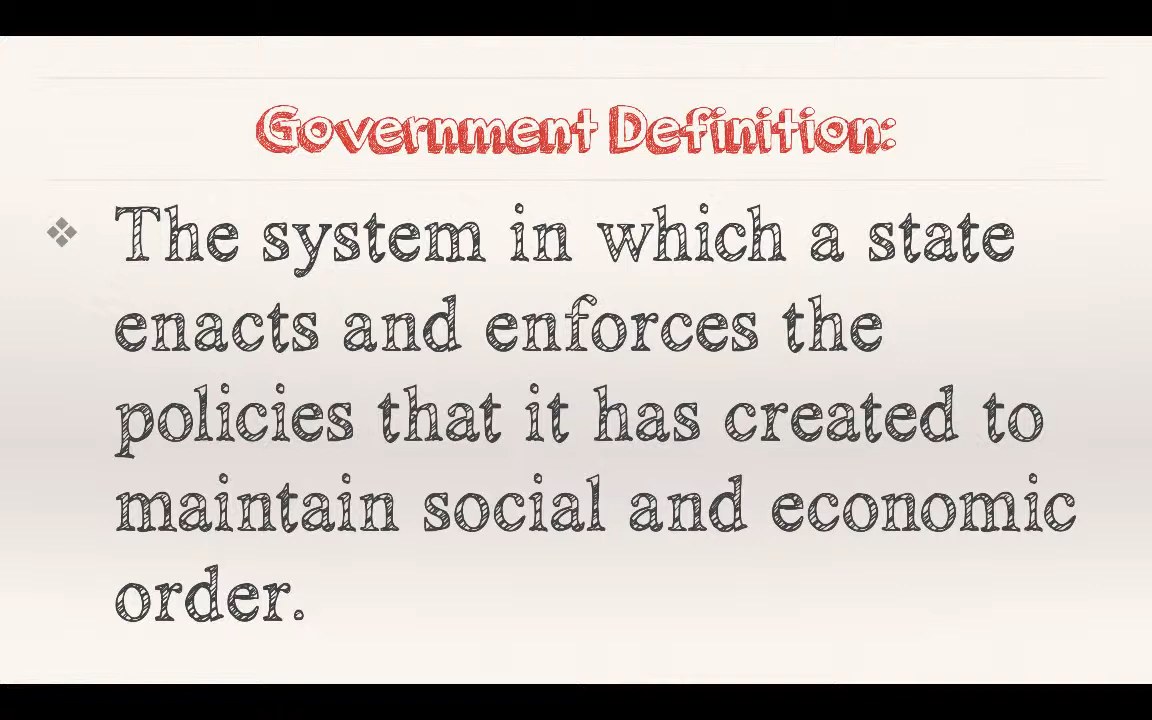 Government Definition:
The system in which a state
enacts and enforces the
policies that it has created to
maintain social and economic
order.